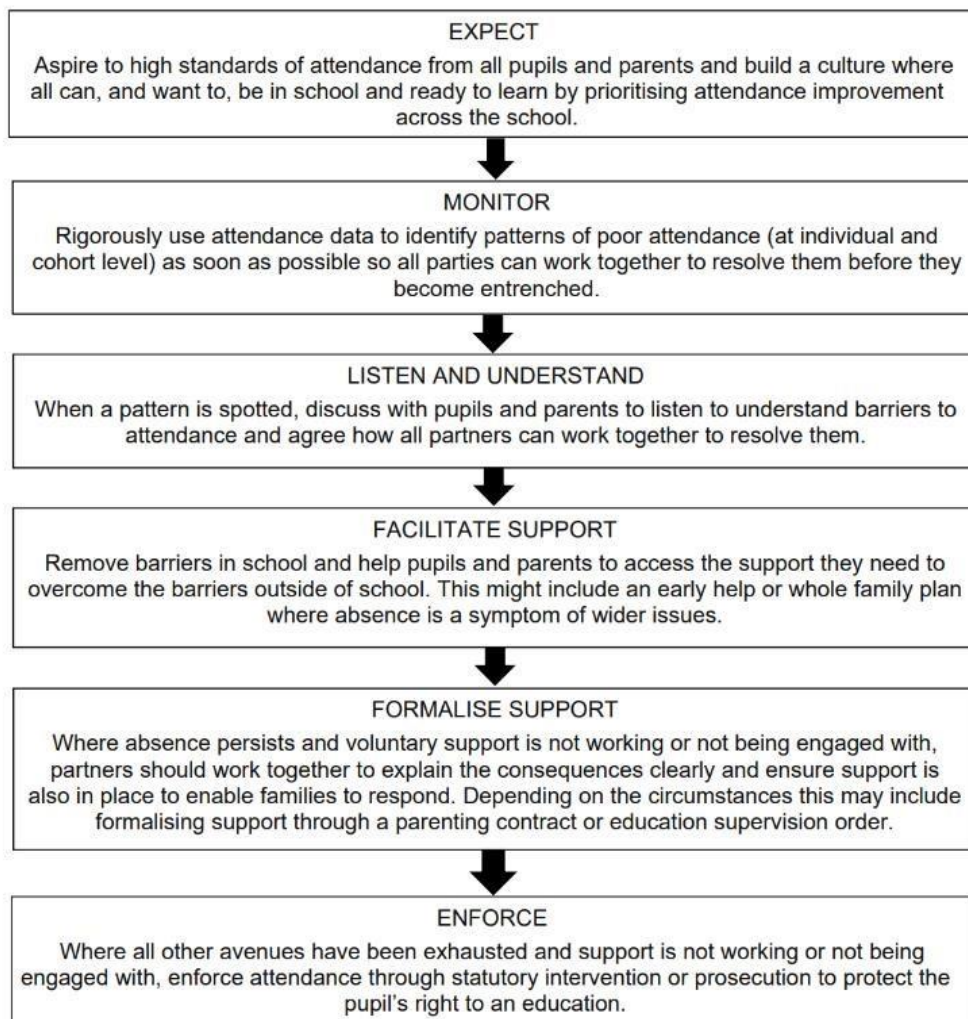 EXPECT
Aspire to high standards of attendance from all pupils and parents and build a culture where
all can, and want to, be in school and ready to learn by prioritising attendance improvement
across the school.
MONITOR
Rigorously use attendance data to identify patterns of poor attendance (at individual and
cohort level) as soon as possible so all parties can work together to resolve them before they
become entrenched.
LISTEN AND UNDERSTAND
When a pattern is spotted, discuss with pupils and parents to listen to understand barriers to
attendance and agree how all partners can work together to resolve them.
FACILITATE SUPPORT
Remove barriers in school and help pupils and parents to access the support they need to
overcome the barriers outside of school. This might include an early help or whole family plan
where absence is a symptom of wider issues.
FORMALISE SUPPORT
Where absence persists and voluntary support is not working or not being engaged with,
partners should work together to explain the consequences clearly and ensure support is
also in place to enable families to respond. Depending on the circumstances this may include
formalising support through a parenting contract or education supervision order.
ENFORCE
Where all other avenues have been exhausted and support is not working or not being
engaged with, enforce attendance through statutory intervention or prosecution to protect the
pupil's right to an education.